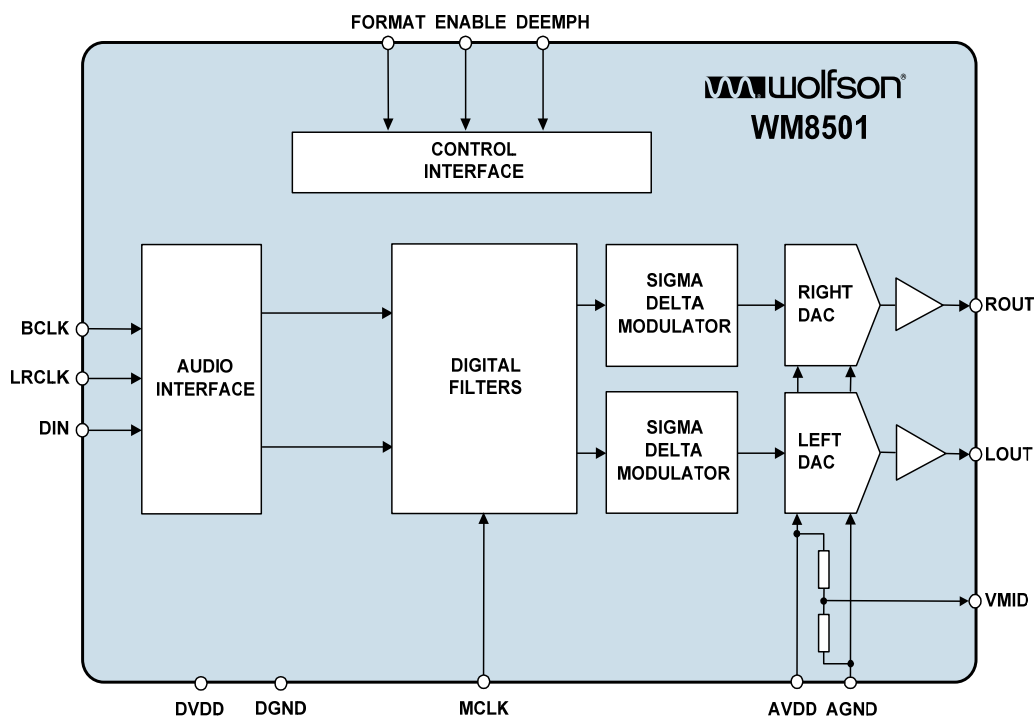 FORMAT ENABLE DEEMPH
wolfson®
WM8501
CONTROL
INTERFACE
BCLK
LRCLK
DIN
AUDIO
INTERFACE
DIGITAL
FILTERS
SIGMA
DELTA
MODULATOR
RIGHT
DAC
ROUT
SIGMA
DELTA
MODULATOR
LEFT
DAC
LOUT
VMID
DVDD
DGND
MCLK
AVDD
AGND